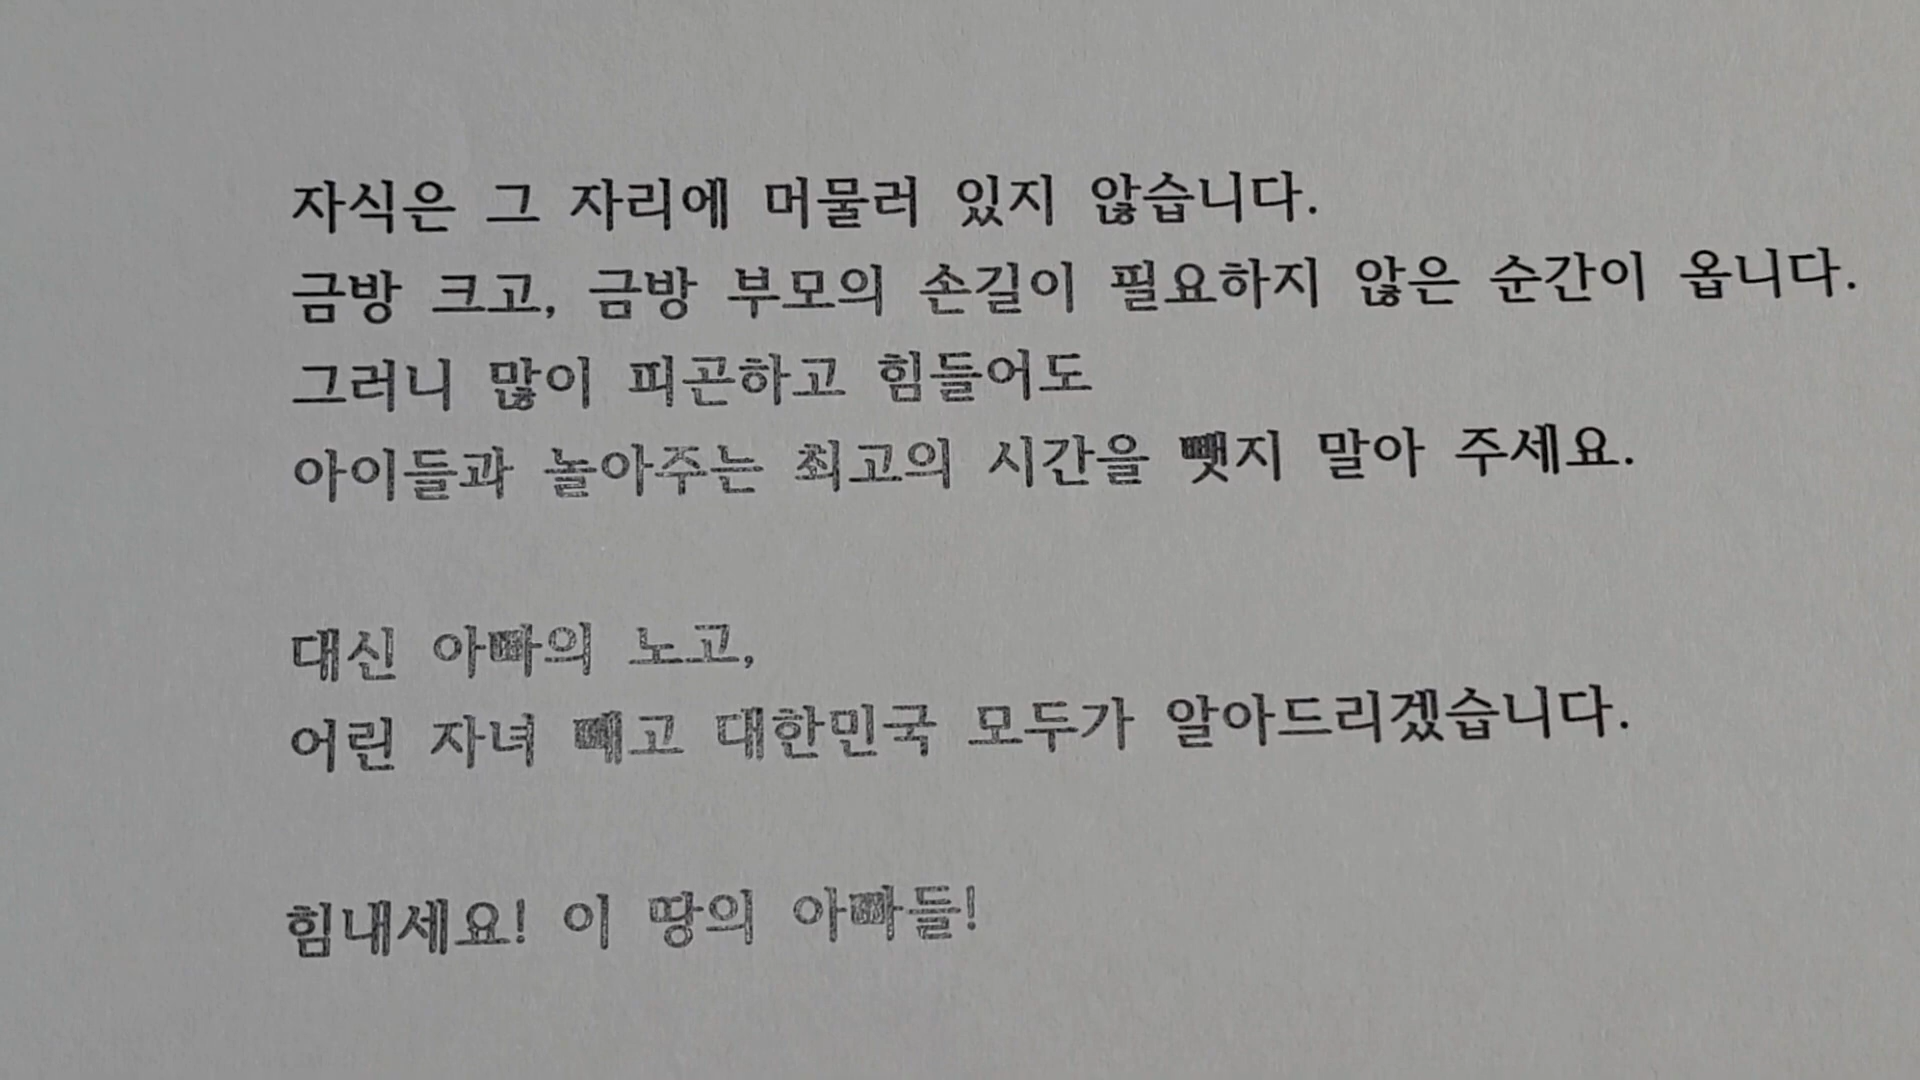 자식은 그 자리에 머물러 있지 않습니다.
금방 크고, 금방 부모의 손길이 필요하지 않은 순간이 옵니다.
그러니 많이 피곤하고 힘들어도
아이들과 놀아주는 최고의 시간을 뺏지 말아 주세요.
대신 아빠의 노고,
어린 자녀 빼고 대한민국 모두가 알아드리겠습니다.
힘내세요! 이 땅의 아빠들!